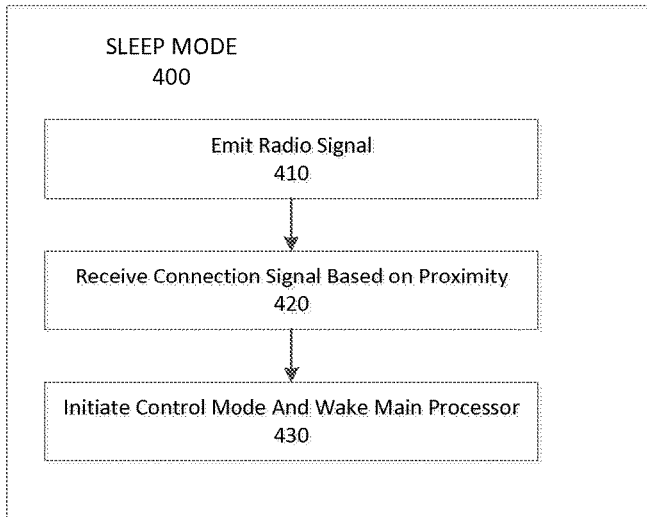 SLEEP MODE
400
Emit Radio Signal
410
Receive Connection Signal Based on Proximity
420
Initiate Control Mode And Wake Main Processor
430